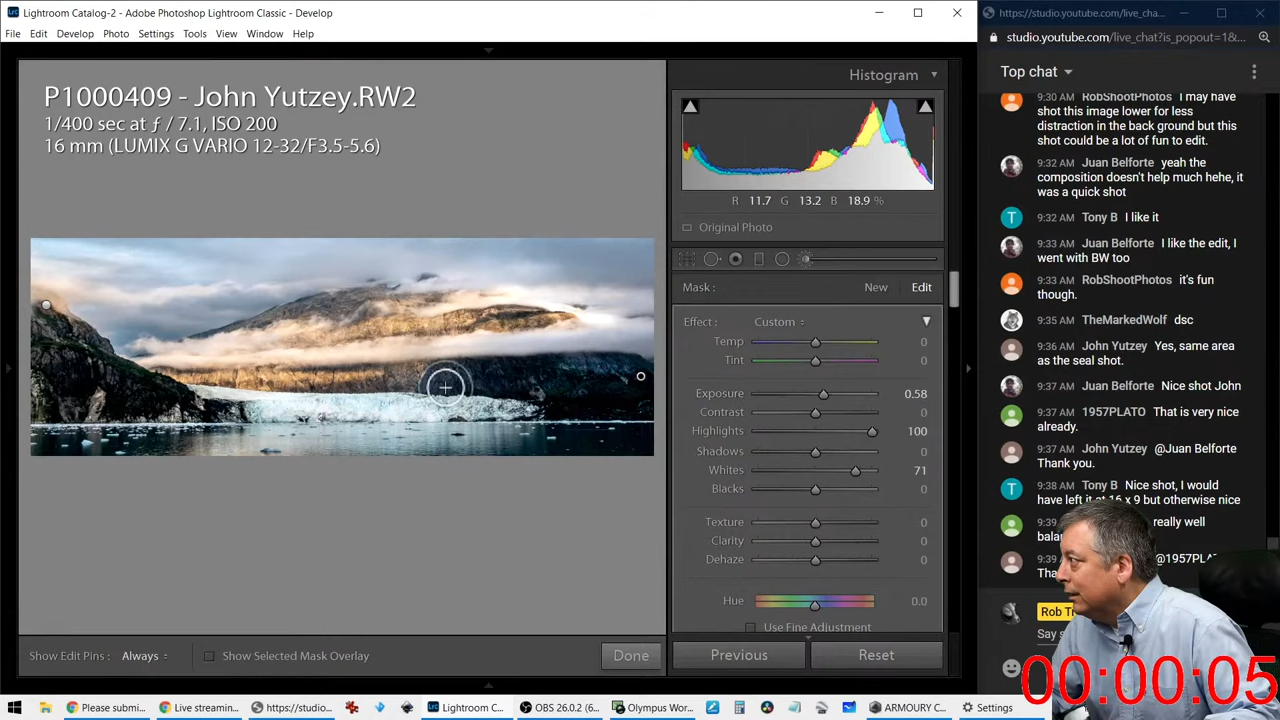 Lightroom Catalog-2 - Adobe Photoshop Lightroom Classic - Develop
File Edit Develop Photo Settings Tools View Window Help
P1000409 - John Yutzey.RW2
1/400 sec at ƒ / 7.1, ISO 200
16 mm (LUMIX G VARIO 12-32/F3.5-5.6)
Histogram
R 11.7 G 13.2 B 18.9 %
Original Photo
Mask : New Edit
Effect : Custom
Temp 0
Tint 0
Exposure 0.58
Contrast 0
Highlights 100
Shadows 0
Whites 71
Blacks 0
Texture 0
Clarity 0
Dehaze 0
Hue 0.0
Use Fine Adjustment
Show Edit Pins : Always
Show Selected Mask Overlay
Done
Previous
Reset
https://studio.youtube.com/live_cha...
studio.youtube.com/live_chat?is_popout=1&...
Top chat
9:30 AM RobShootPhotos I may have
shot this image lower for less
distraction in the back ground but this
shot could be a lot of fun to edit.
9:32 AM Juan Belforte yeah the
composition doesn't help much hehe, it
was a quick shot
9:32 AM Tony B I like it
9:33 AM Juan Belforte I like the edit, I
went with BW too
9:33 AM RobShootPhotos it's fun
though.
9:35 AM TheMarkedWolf dsc
9:36 AM John Yutzey Yes, same area
as the seal shot.
9:37 AM Juan Belforte Nice shot John
9:37 AM 1957PLATO That is very nice
already.
9:37 AM John Yutzey @Juan Belforte
Thank you.
9:38 AM Tony B Nice shot, I would
have left it at 16 x 9 but otherwise nice
9:39 really well
9:39
Rob
Say
00:00:05
Please submi...
Live streamin...
https://studio...
Lightroom C...
OBS 26.0.2 (6...
Olympus Wor...
ARMOURY C...
Settings